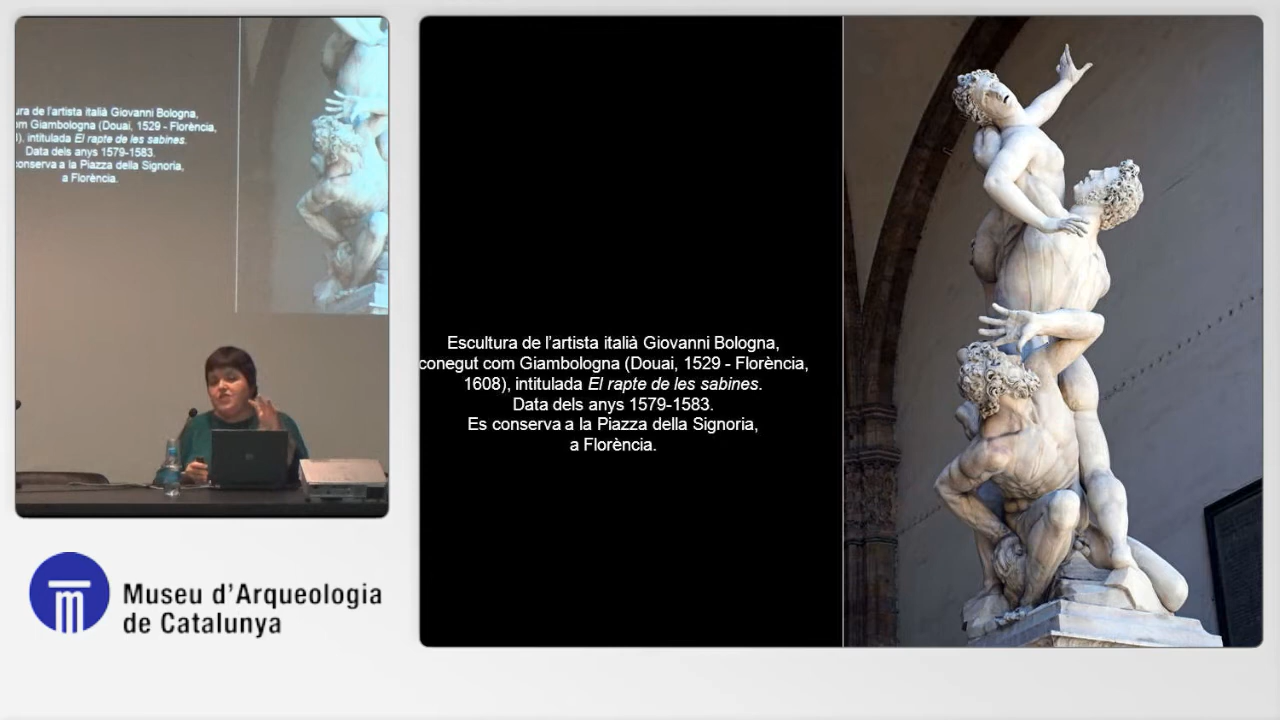 ura de l'artista italià Giovanni Bologna,
om Giambologna (Douai, 1529 - Florència,
), intitulada El rapte de les sabines.
Data dels anys 1579-1583.
conserva a la Piazza della Signoria,
a Florència.
Escultura de l'artista italià Giovanni Bologna,
conegut com Giambologna (Douai, 1529 - Florència,
1608), intitulada El rapte de les sabines.
Data dels anys 1579-1583.
Es conserva a la Piazza della Signoria,
a Florència.
m
Museu d'Arqueologia
de Catalunya